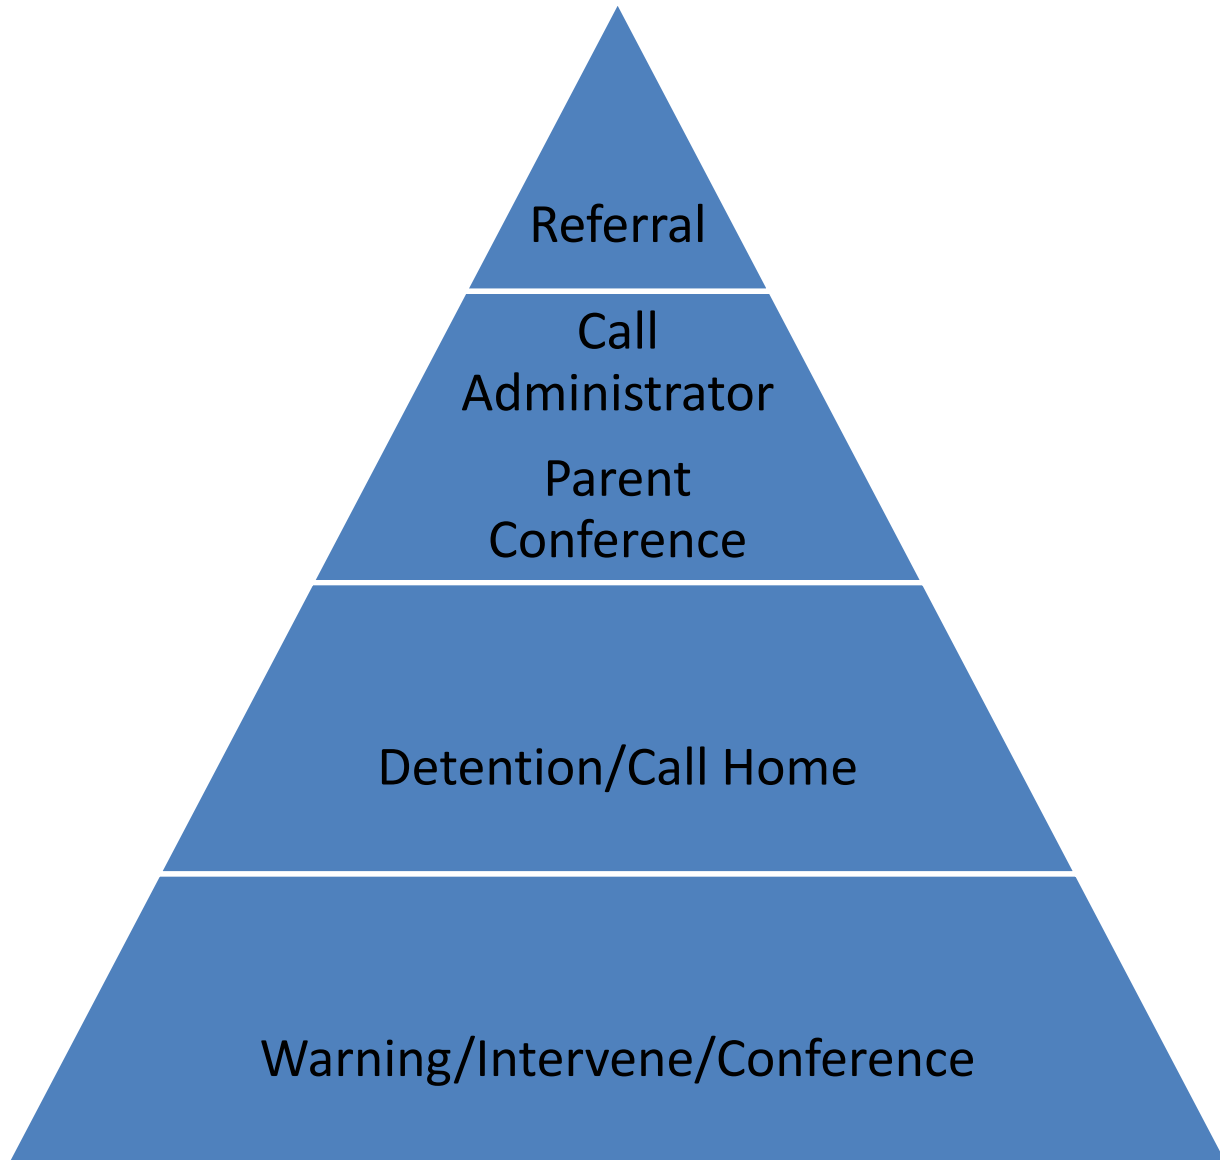 Referral
Call
Administrator
Parent
Conference
Detention/Call Home
Warning/Intervene/Conference